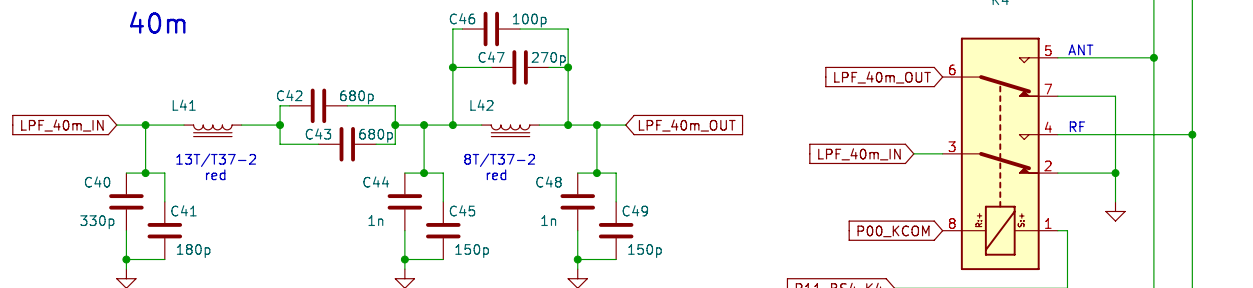 40m
C46
100p
C47
270p
LPF_40m_IN
L41
C42
680p
C43
680p
L42
LPF_40m_OUT
13T/T37-2
red
8T/T37-2
red
C40
330p
C41
180p
C44
1n
C45
150p
C48
1n
C49
150p
LPF_40m_OUT
6
5
ANT
7
4
RF
LPF_40m_IN
3
2
P00_KCOM
8
R:+
S:+
1